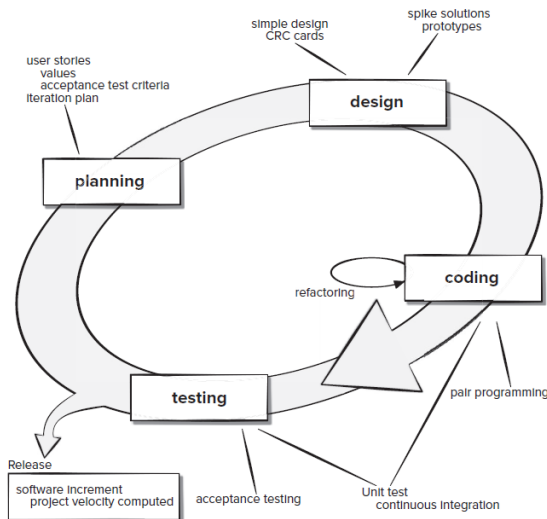 spike solutions
prototypes
simple design
CRC cards
user stories
values
acceptance test criteria
iteration plan
design
planning
coding
refactoring
testing
pair programming
Release
software increment
project velocity computed
acceptance testing
Unit test
continuous integration